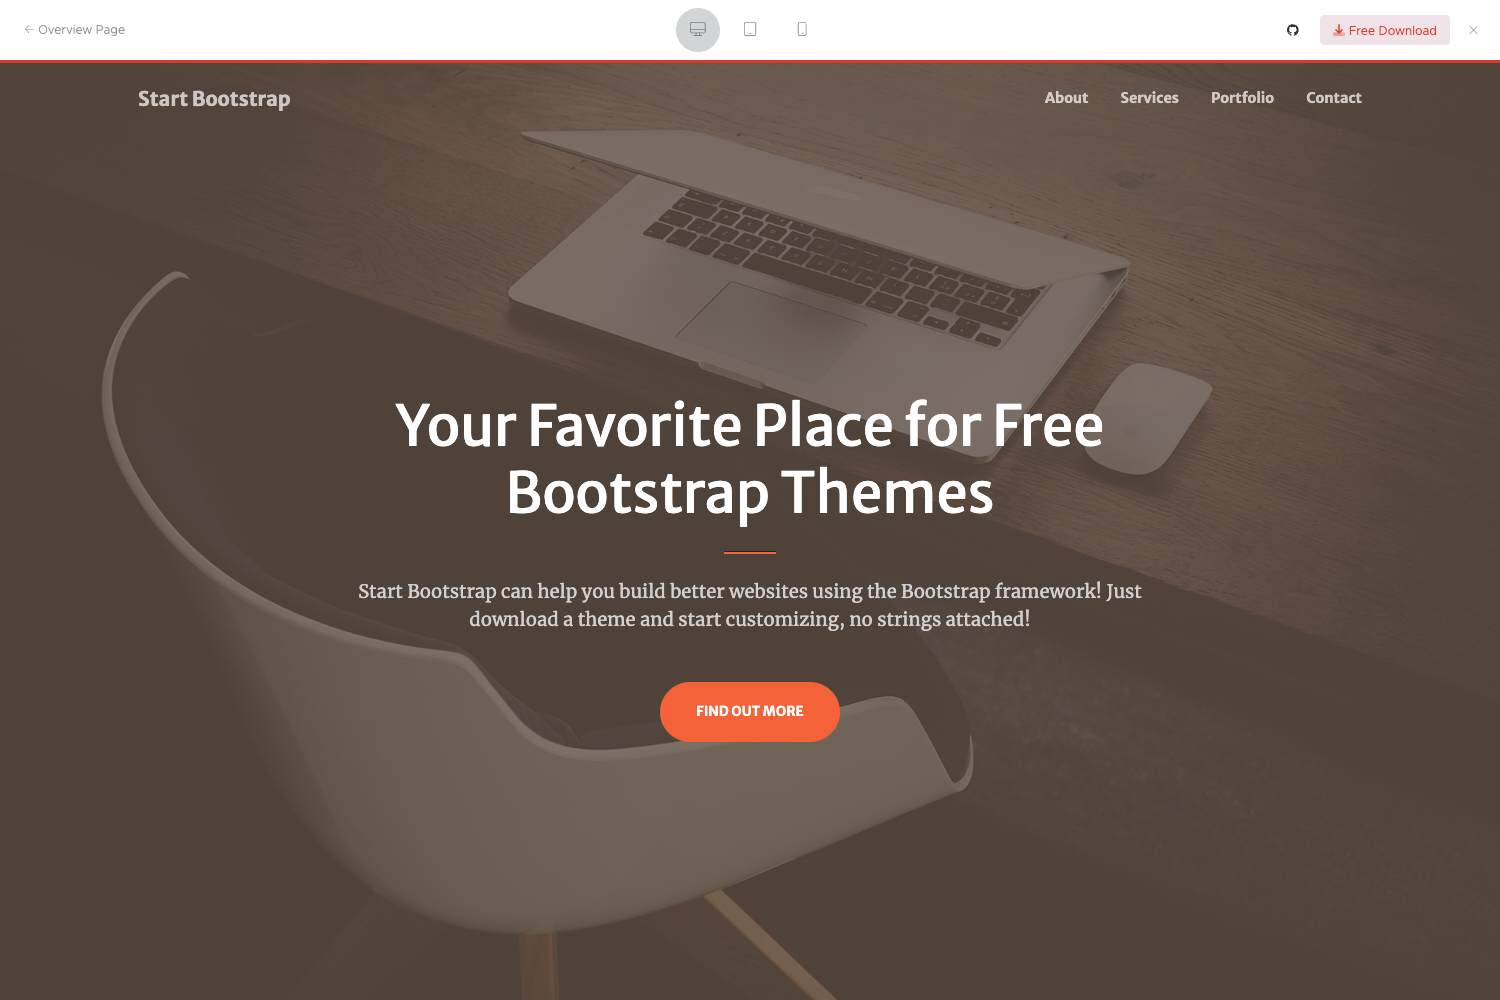 Overview Page
Free Download
Start Bootstrap
About Services Portfolio Contact
Your Favorite Place for Free
Bootstrap Themes
Start Bootstrap can help you build better websites using the Bootstrap framework! Just
download a theme and start customizing, no strings attached!
FIND OUT MORE